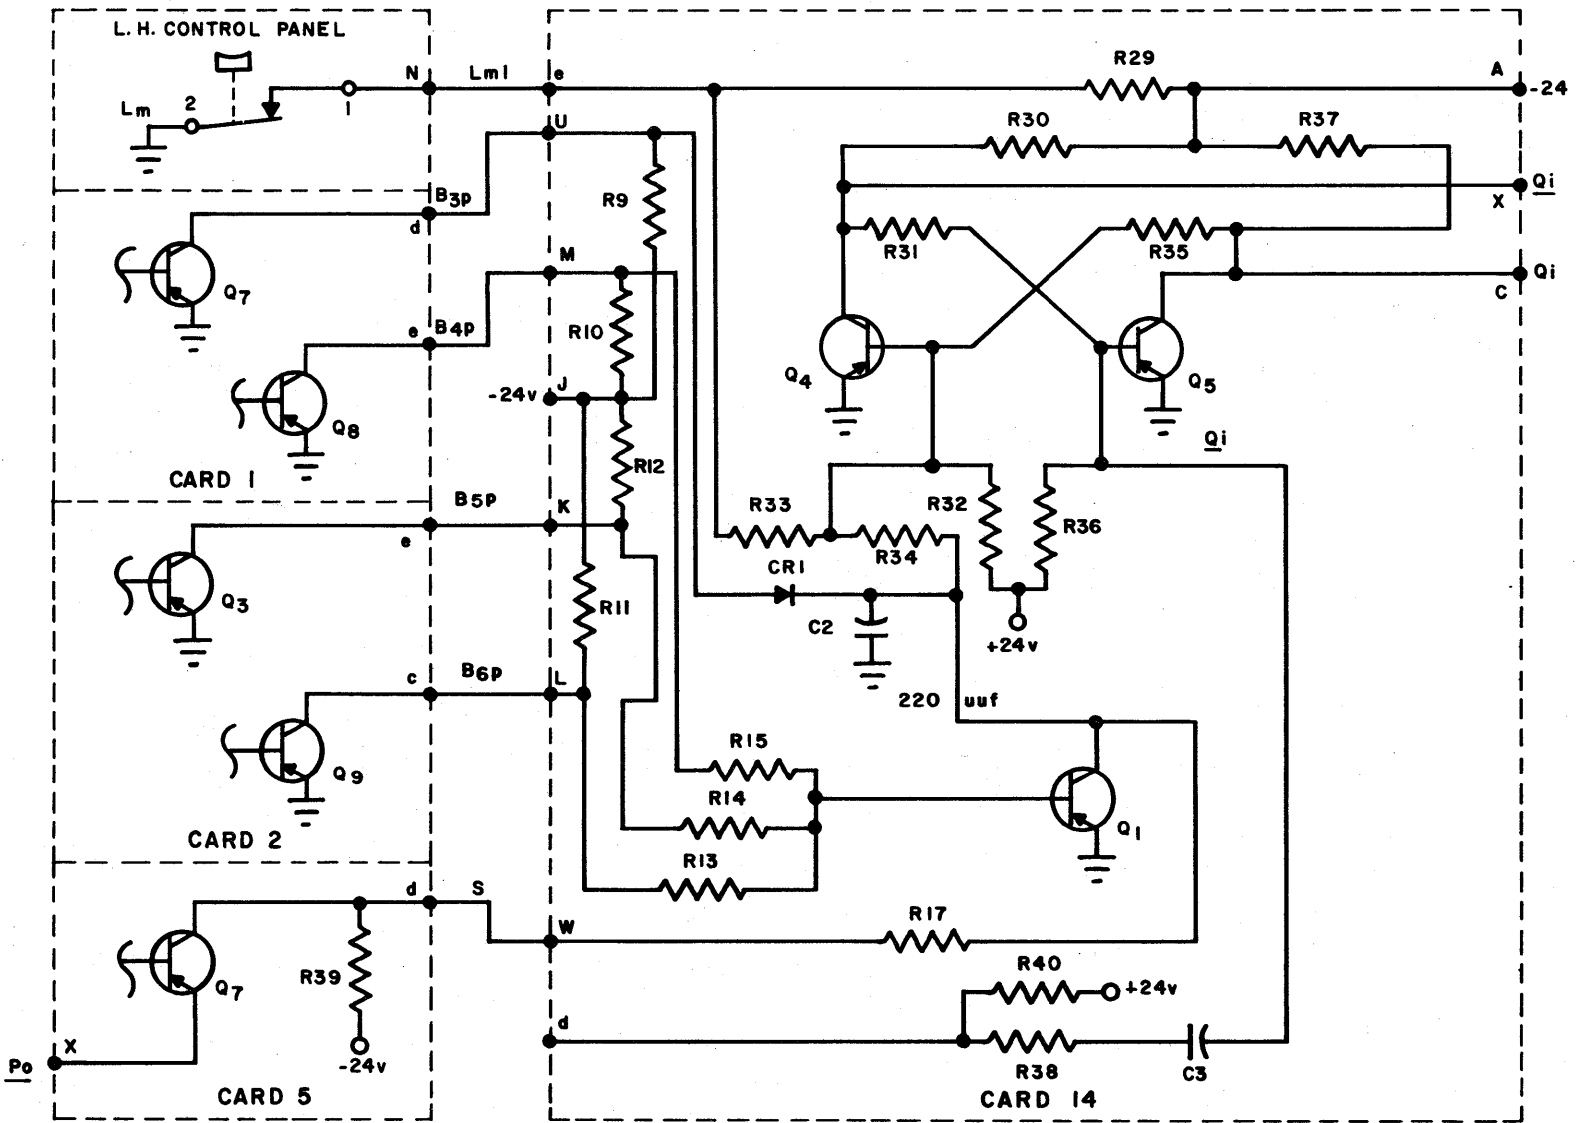 L. H. CONTROL PANEL
N
Lm1
e
R29
A
-24
Lm
2
1
U
R30
R37
B3p
d
R9
Qi
X
M
R31
R35
Qi
C
Q7
e
B4p
R10
-24v
J
Q4
Q5
Q8
R12
Qi
CARD 1
B5p
K
e
R33
R32
R36
R34
CR1
Q3
R11
C2
+24v
c
B6p
L
220 uuf
R15
Q9
R14
Q1
CARD 2
R13
d
S
W
R17
R39
Q7
R40
+24v
d
X
Po
-24v
R38
C3
CARD 5
CARD 14